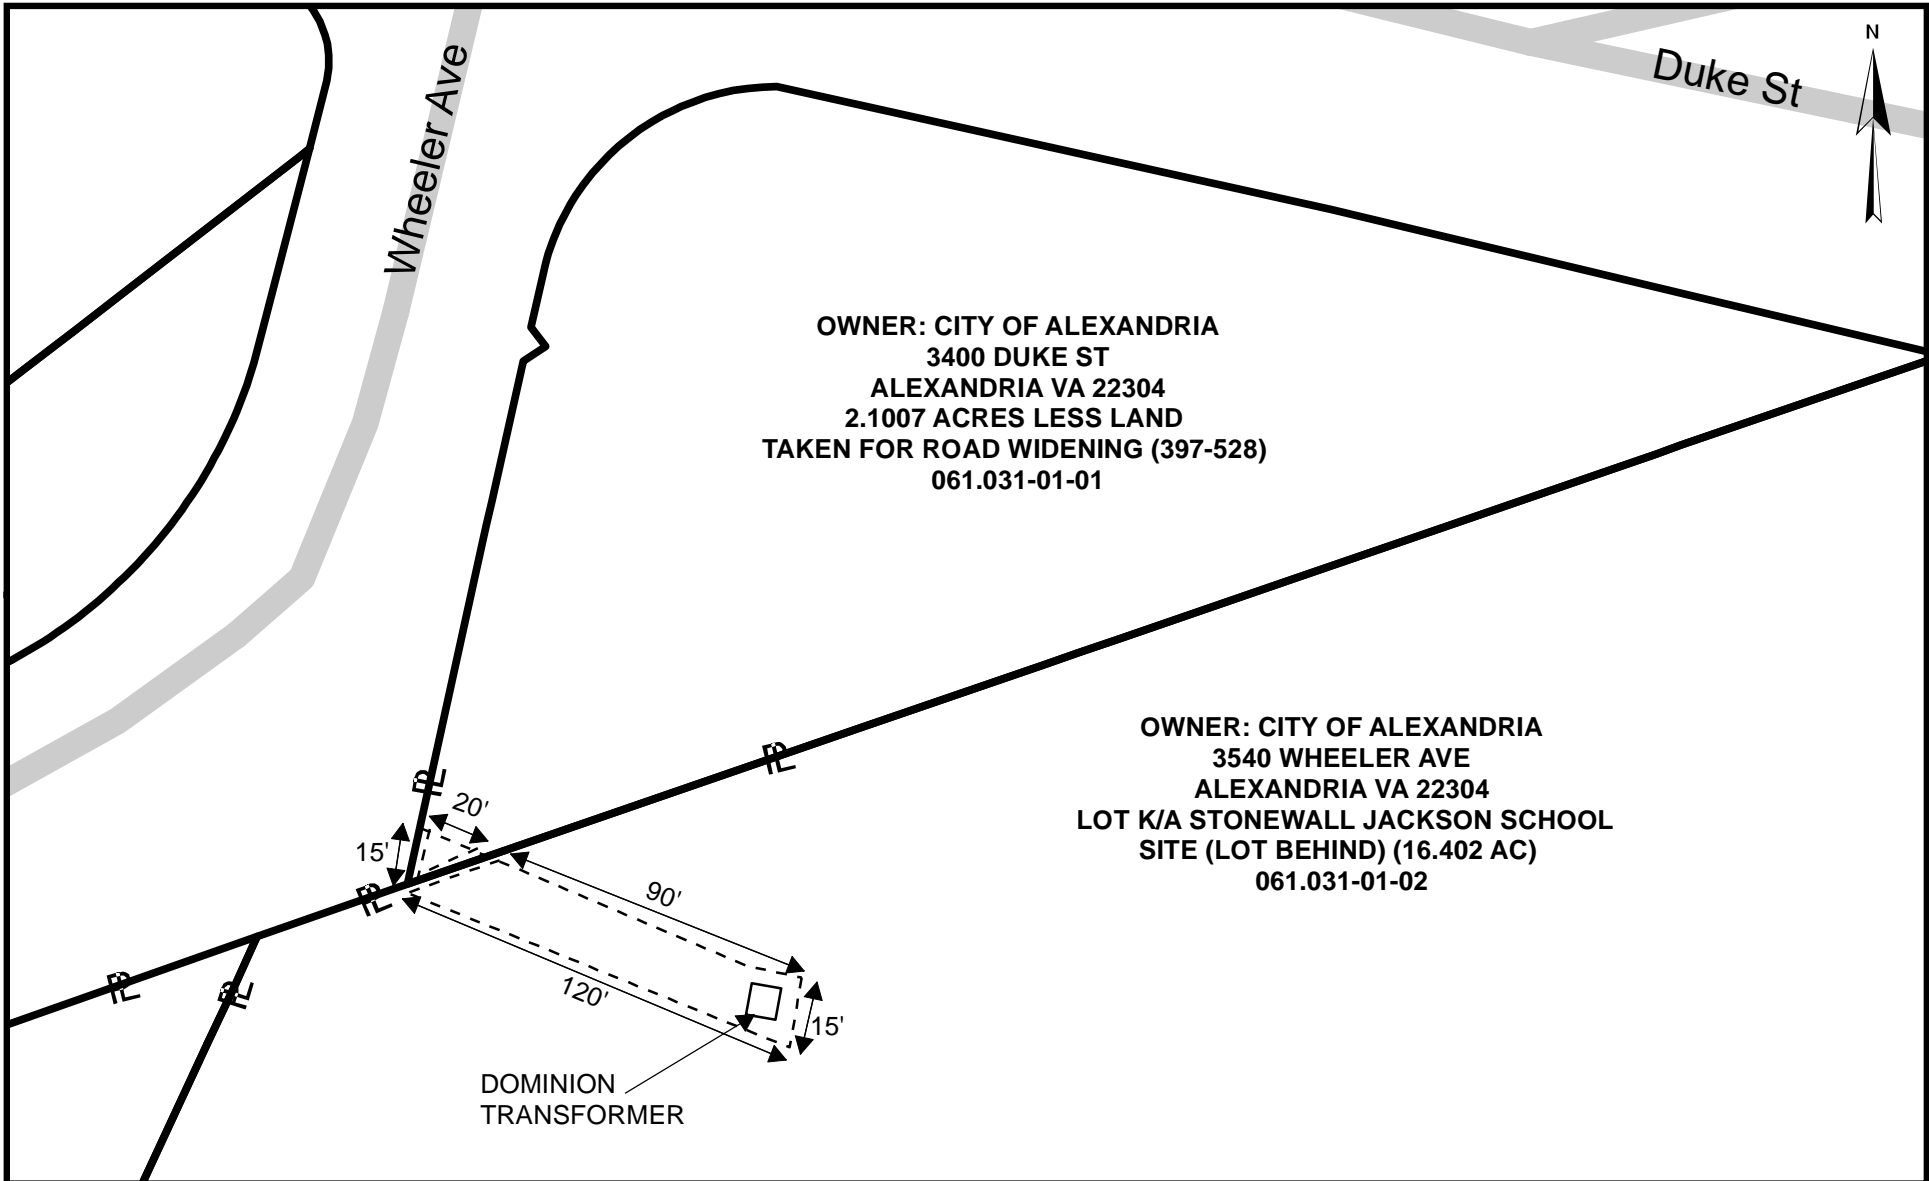 N
Duke St
Wheeler Ave
OWNER: CITY OF ALEXANDRIA
3400 DUKE ST
ALEXANDRIA VA 22304
2.1007 ACRES LESS LAND
TAKEN FOR ROAD WIDENING (397-528)
061.031-01-01
OWNER: CITY OF ALEXANDRIA
3540 WHEELER AVE
ALEXANDRIA VA 22304
LOT K/A STONEWALL JACKSON SCHOOL
SITE (LOT BEHIND) (16.402 AC)
061.031-01-02
PL
PL
20'
15'
PL
90'
PL
PL
120'
15'
DOMINION
TRANSFORMER